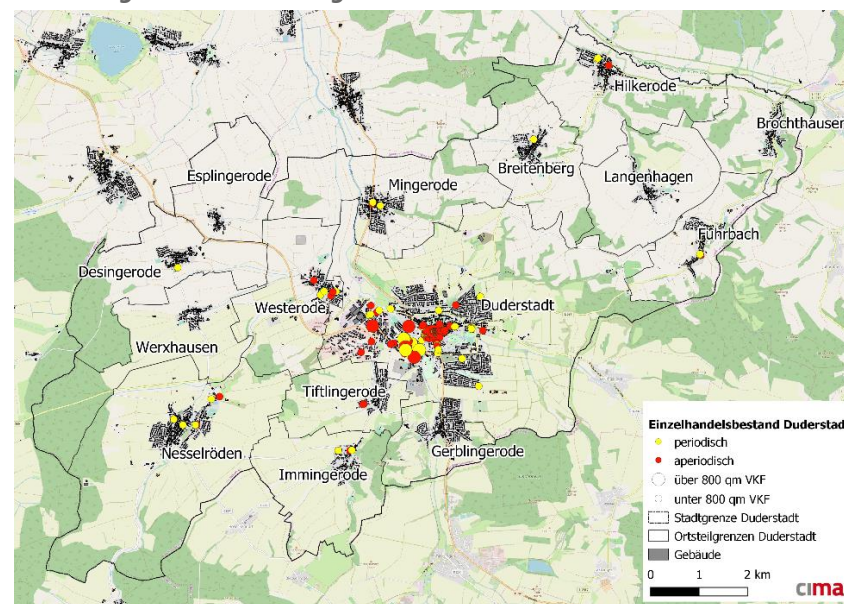 Hilkerode
Brochthausen
Breitenberg
Langenhagen
Esplingerode
Mingerode
Fuhrbach
Desingerode
Westerode
Duderstadt
Werxhausen
Tiftlingerode
Nesselröden
Immingerode
Gerblingerode
Einzelhandelsbestand Duderstad
periodisch
aperiodisch
über 800 qm VKF
unter 800 qm VKF
Stadtgrenze Duderstadt
Ortsteilgrenzen Duderstadt
Gebäude
0 1 2 km
cima